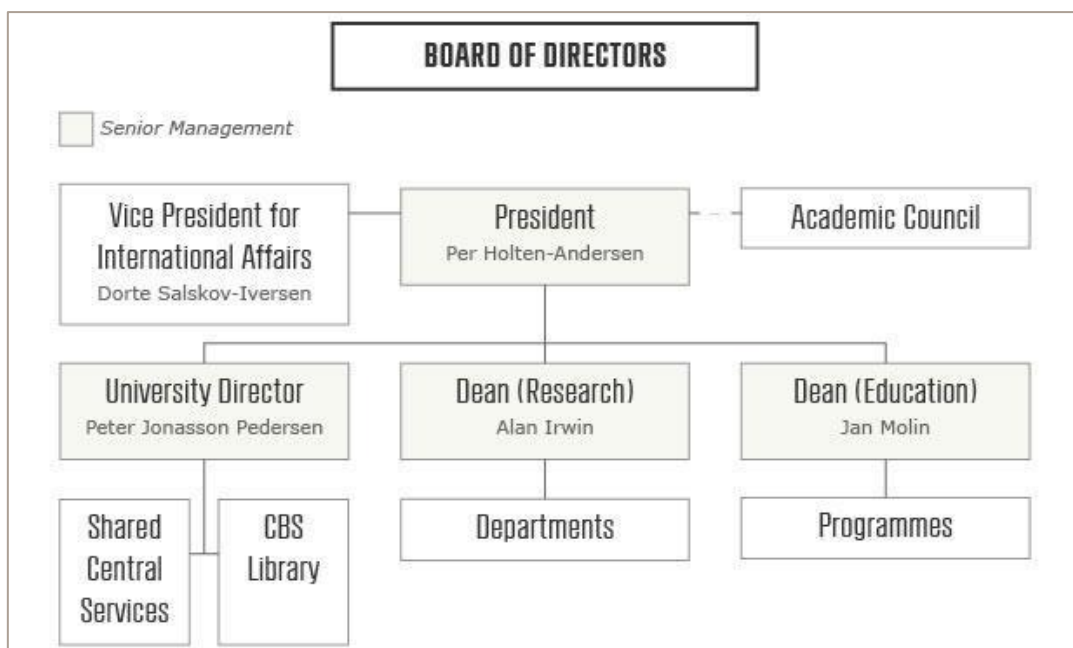 BOARD OF DIRECTORS
Senior Management
Vice President for
International Affairs
Dorte Salskov-Iversen
President
Per Holten-Andersen
Academic Council
University Director
Peter Jonasson Pedersen
Dean (Research)
Alan Irwin
Dean (Education)
Jan Molin
Shared
Central
Services
CBS
Library
Departments
Programmes